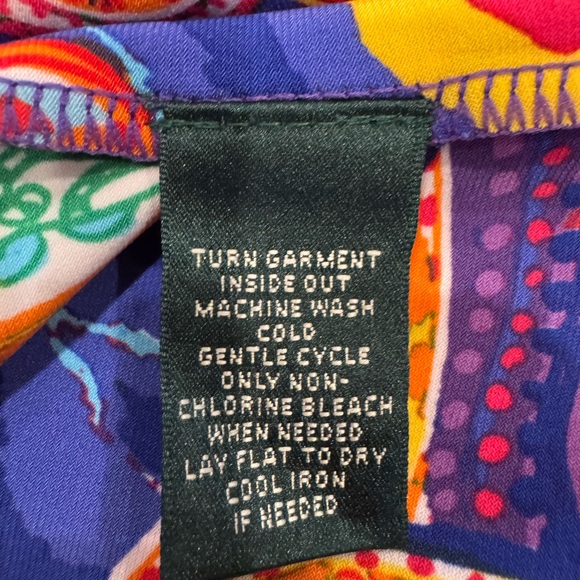 TURN GARMENT
INSIDE OUT
MACHINE WASH
COLD
GENTLE CYCLE
ONLY NON-
CHLORINE BLEACH
WHEN NEEDED
LAY FLAT TO DRY
COOL IRON
IF NEEDED